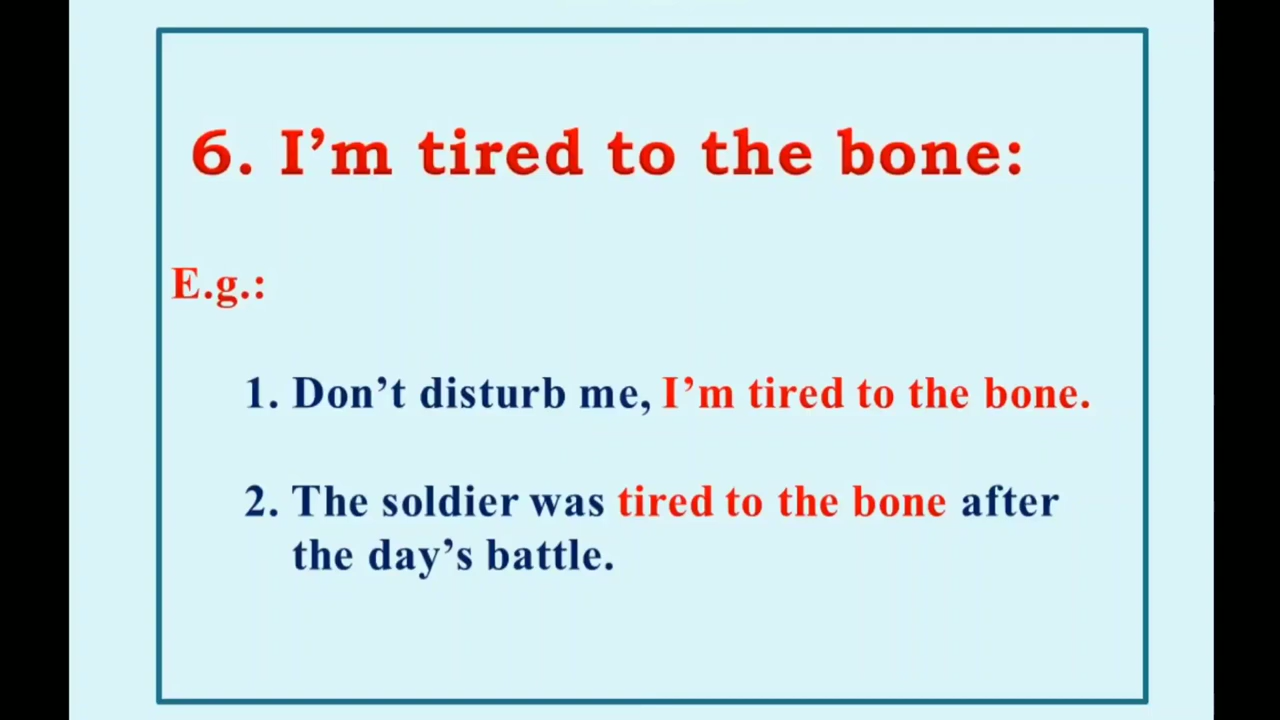 6. I’m tired to the bone:
E.g.:
1. Don’t disturb me, I’m tired to the bone.
2. The soldier was tired to the bone after
the day’s battle.